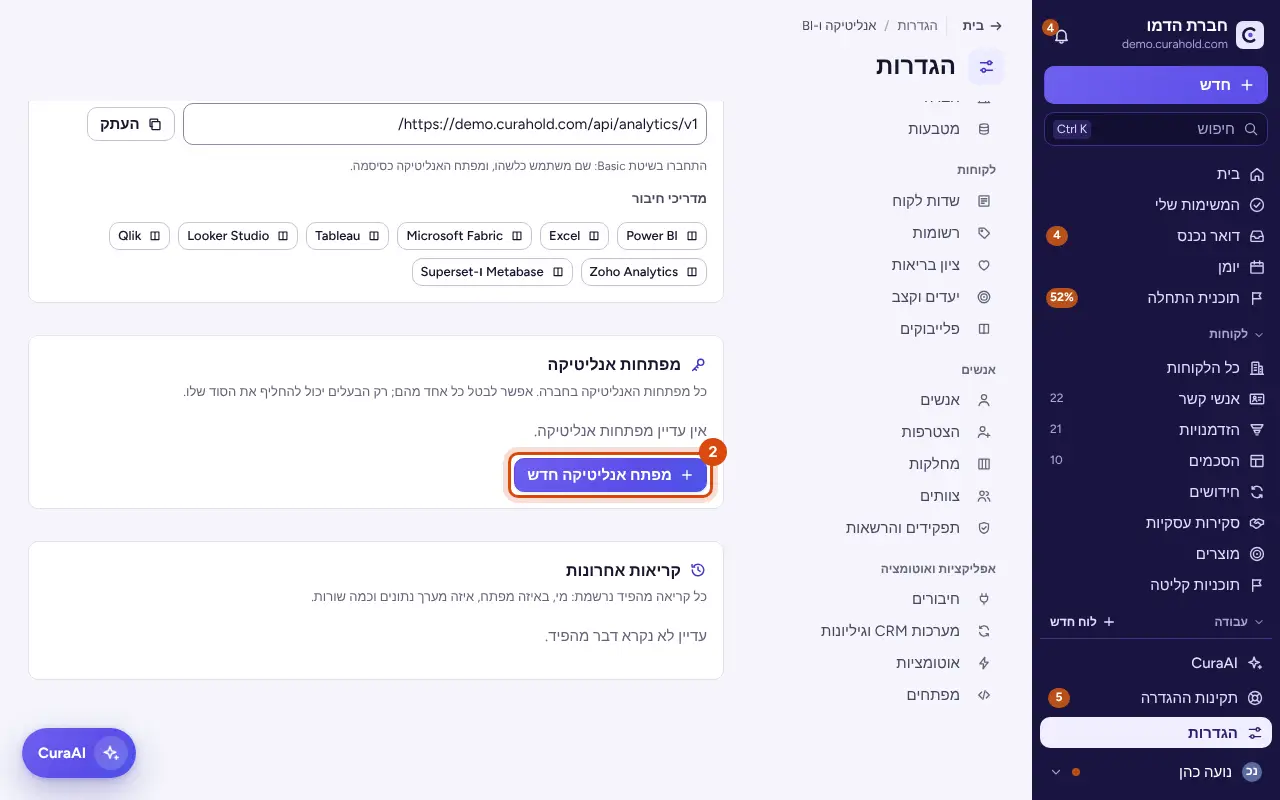 חברת הדמו
demo.curahold.com
4
חדש
חיפוש
Ctrl K
בית
המשימות שלי
דואר נכנס
4
יומן
תוכנית התחלה
52%
לקוחות
כל הלקוחות
אנשי קשר
22
הזדמנויות
21
הסכמים
10
חידושים
סקירות עסקיות
מוצרים
תוכניות קליטה
עבודה
לוח חדש
CuraAI
תקינות ההגדרה
5
הגדרות
נועה כהן
נכ
בית
הגדרות / אנליטיקה ו-BI
הגדרות
מטבעות
לקוחות
שדות לקוח
רשומות
ציון בריאות
יעדים וקצב
פלייבוקים
אנשים
אנשים
הצטרפות
מחלקות
צוותים
תפקידים והרשאות
אפליקציות ואוטומציה
חיבורים
מערכות CRM וגיליונות
אוטומציות
מפתחים
https://demo.curahold.com/api/analytics/v1/
העתק
התחברו בשיטת Basic: שם משתמש כלשהו, ומפתח האנליטיקה כסיסמה.
מדריכי חיבור
Power BI
Excel
Microsoft Fabric
Tableau
Looker Studio
Qlik
Zoho Analytics
Metabase ו-Superset
מפתחות אנליטיקה
כל מפתחות האנליטיקה בחברה. אפשר לבטל כל אחד מהם; רק הבעלים יכול להחליף את הסוד שלו.
אין עדיין מפתחות אנליטיקה.
2
מפתח אנליטיקה חדש
קריאות אחרונות
כל קריאה מהפיד נרשמת: מי, באיזה מפתח, איזה מערך נתונים וכמה שורות.
עדיין לא נקרא דבר מהפיד.
CuraAI